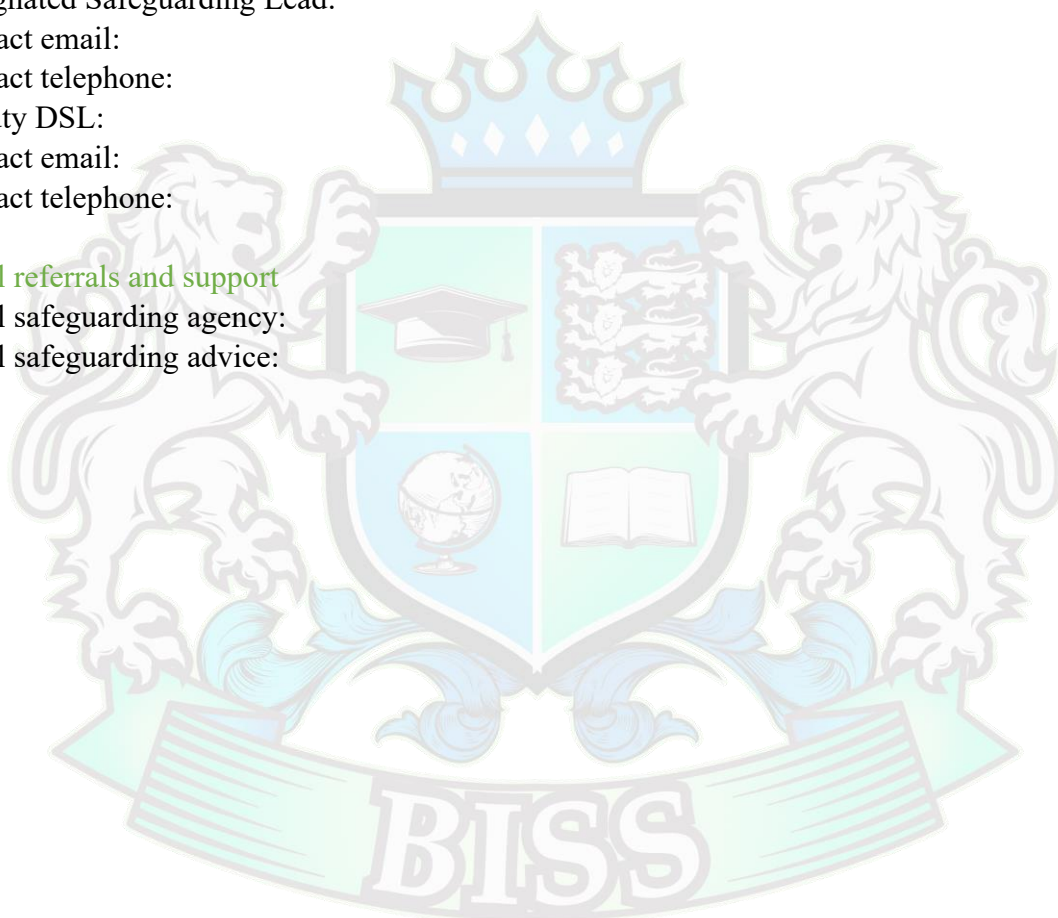 gnated Safeguarding Lead:
act email:
act telephone:
uty DSL:
act email:
act telephone:
l referrals and support
l safeguarding agency:
l safeguarding advice:
BISS